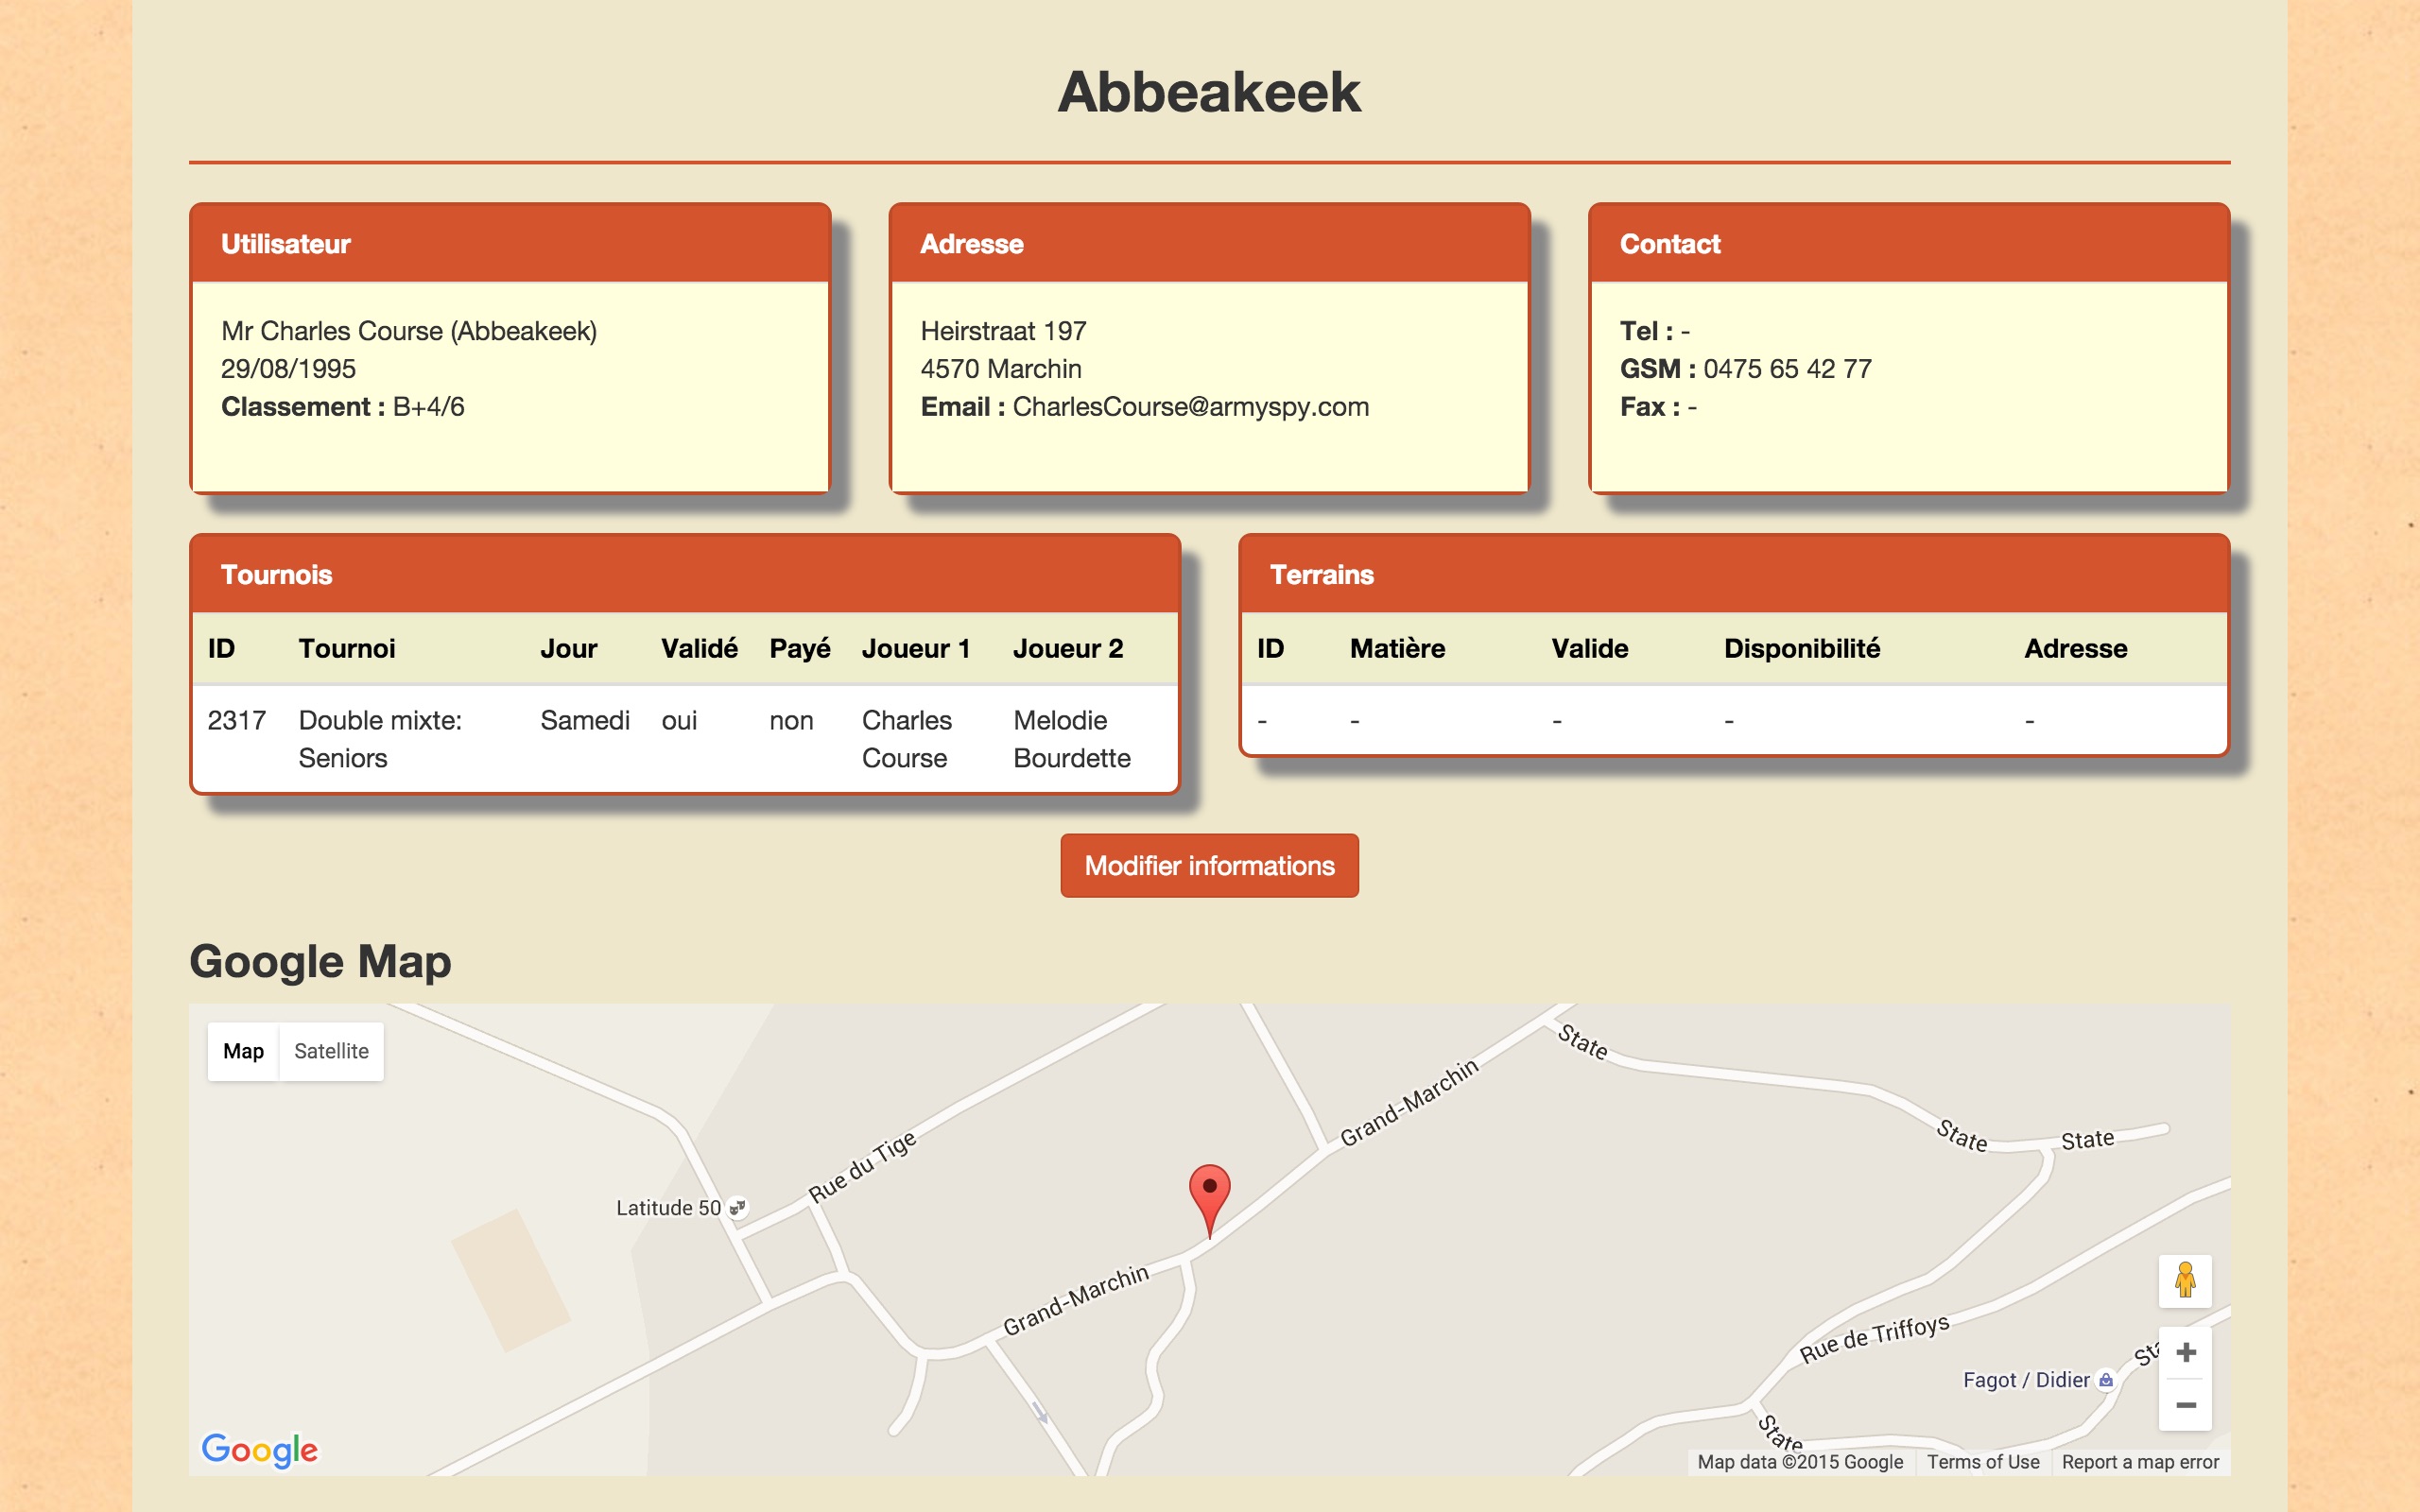 Abbeakeek
Utilisateur
Mr Charles Course (Abbeakeek)
29/08/1995
Classement : B+4/6
Adresse
Heirstraat 197
4570 Marchin
Email : CharlesCourse@armyspy.com
Contact
Tel : -
GSM : 0475 65 42 77
Fax : -
Tournois
ID Tournoi Jour Validé Payé Joueur 1 Joueur 2
2317 Double mixte: Samedi oui non Charles Melodie
Seniors Course Bourdette
Terrains
ID Matière Valide Disponibilité Adresse
- - - - -
Modifier informations
Google Map
Map Satellite
State
Grand-Marchin
State
State
Rue du Tige
Latitude 50
Grand-Marchin
Rue de Triffoys
Fagot / Didier
State
Google
Map data ©2015 Google Terms of Use Report a map error